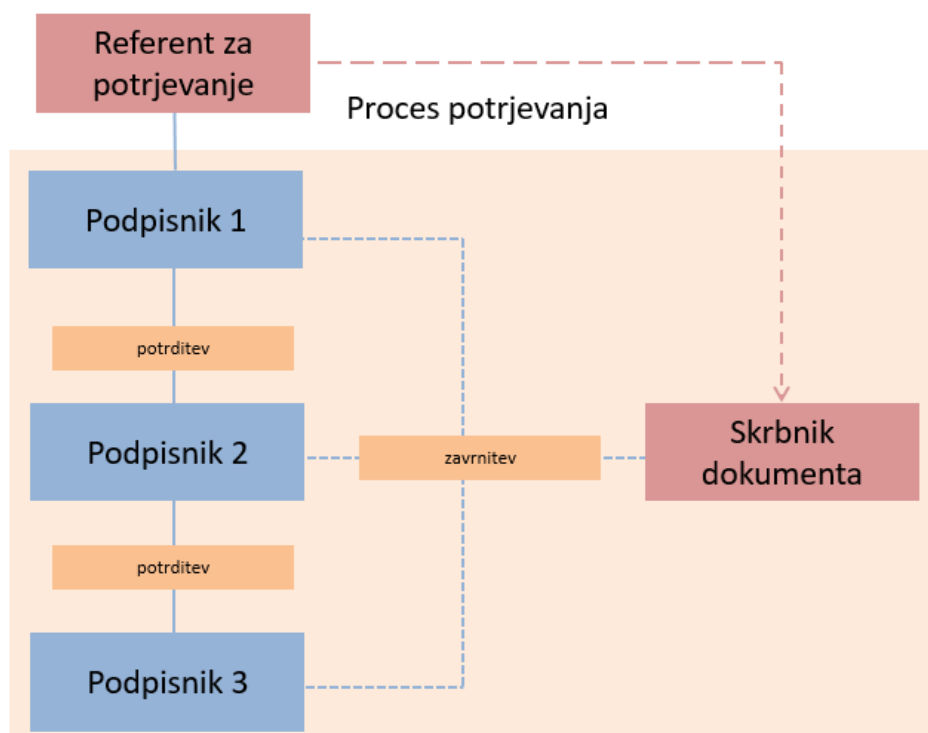 Referent za
potrjevanje
Proces potrjevanja
Podpisnik 1
potrditev
Podpisnik 2
zavrnitev
Skrbnik
dokumenta
potrditev
Podpisnik 3